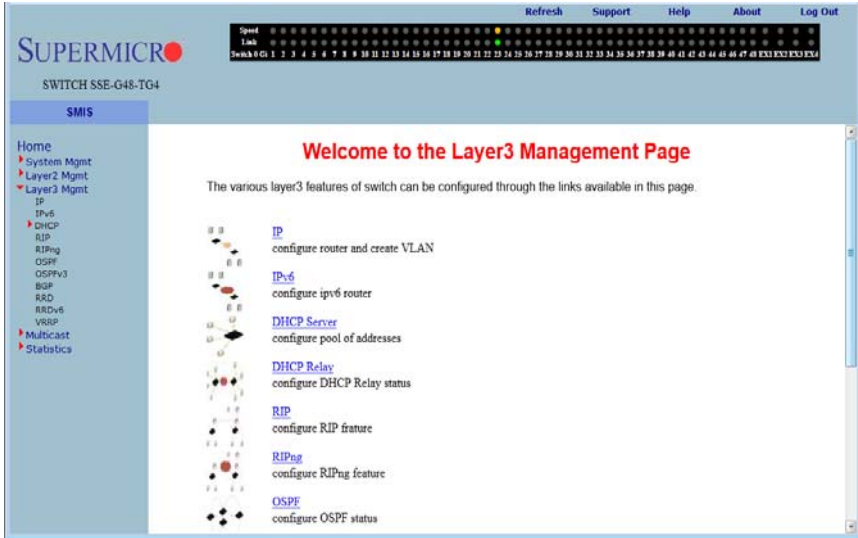 Refresh Support Help About Log Out
Speed
Link
Switch 0 Gi 1 2 3 4 5 6 7 8 9 10 11 12 13 14 15 16 17 18 19 20 21 22 23 24 25 26 27 28 29 30 31 32 33 34 35 36 37 38 39 40 41 42 43 44 45 46 47 48 EX1 EX2 EX3 EX4
SUPERMICR
SWITCH SSE-G48-TG4
SMIS
Home
System Mgmt
Layer2 Mgmt
Layer3 Mgmt
IP
IPv6
DHCP
RIP
RIPng
OSPF
OSPFv3
BGP
RRD
RRDv6
VRRP
Multicast
Statistics
Welcome to the Layer3 Management Page
The various layer3 features of switch can be configured through the links available in this page.
IP
configure router and create VLAN
IPv6
configure ipv6 router
DHCP Server
configure pool of addresses
DHCP Relay
configure DHCP Relay status
RIP
configure RIP frature
RIPng
configure RIPng feature
OSPF
configure OSPF status